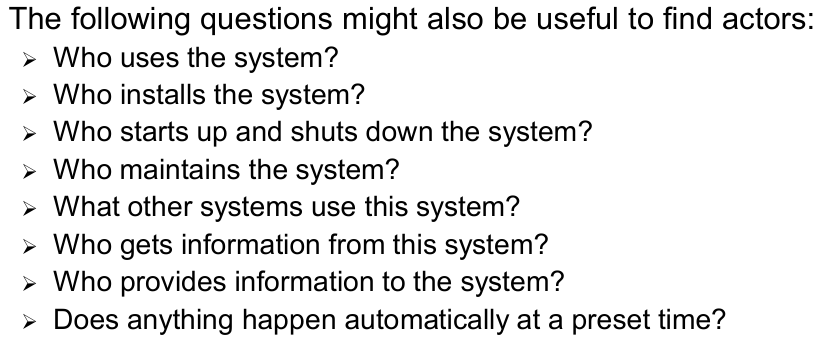 The following questions might also be useful to find actors:
➢ Who uses the system?
➢ Who installs the system?
➢ Who starts up and shuts down the system?
➢ Who maintains the system?
➢ What other systems use this system?
➢ Who gets information from this system?
➢ Who provides information to the system?
➢ Does anything happen automatically at a preset time?